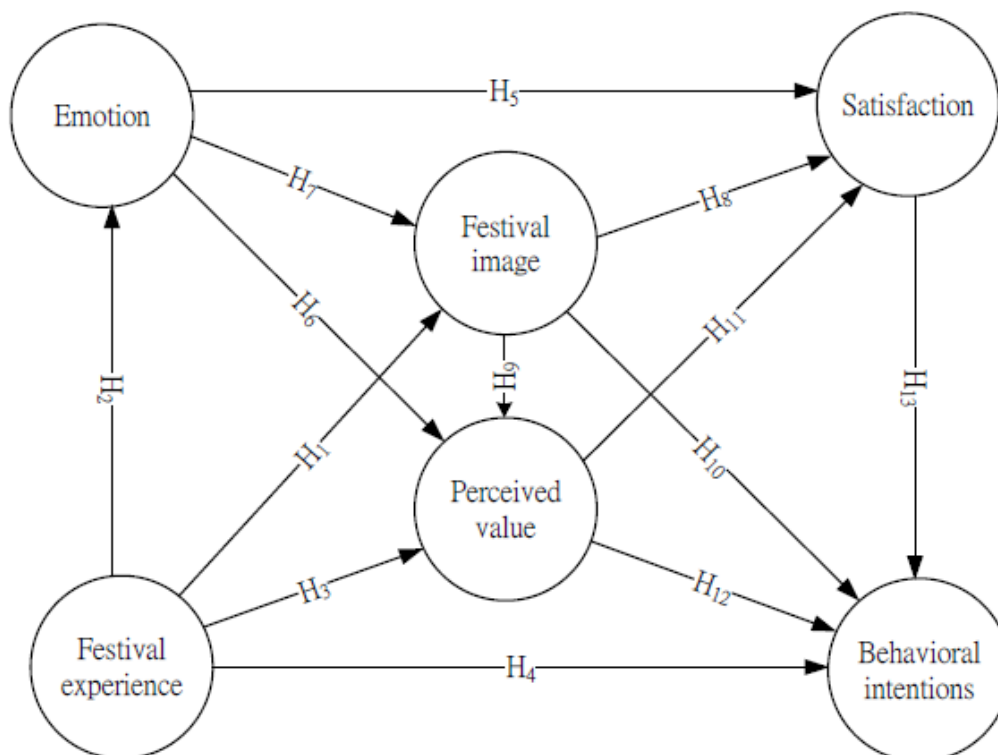 Emotion
H5
Satisfaction
H7
H8
Festival
image
H6
H11
H9
H2
H13
H1
H10
Perceived
value
H3
H12
Festival
experience
H4
Behavioral
intentions